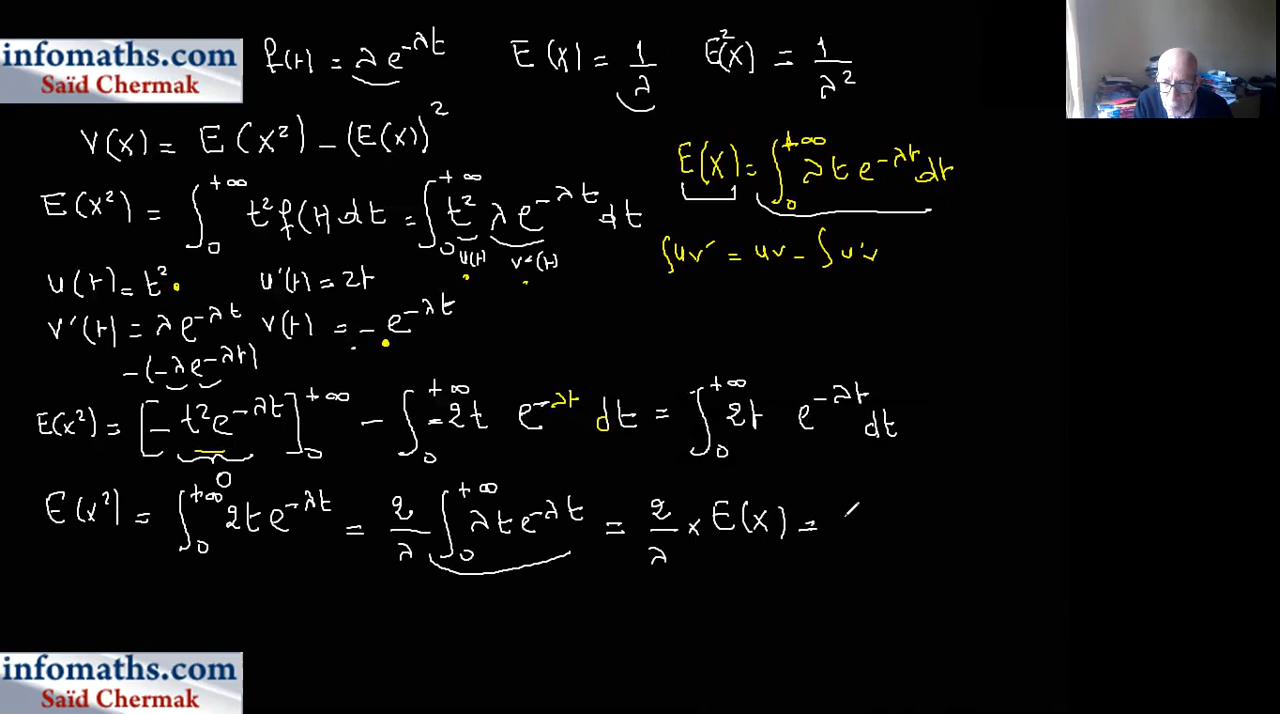 infomaths.com
Saïd Chermak
f(t) = λe^{-λt} E(X) = 1/λ E²(X) = 1/λ²
V(X) = E(X²) - (E(X))²
E(X) = ∫_0^{+∞} λt e^{-λt} dt
E(X²) = ∫_0^{+∞} t² f(t) dt = ∫_0^{+∞} t² λe^{-λt} dt
u(t) v'(t)
∫uv' = uv - ∫u'v
u(t) = t² u'(t) = 2t
v'(t) = λe^{-λt} v(t) = -e^{-λt}
-(-λe^{-λt})
E(X²) = [-t²e^{-λt}]_0^{+∞} - ∫_0^{+∞} -2t e^{-λt} dt = ∫_0^{+∞} 2t e^{-λt} dt
0
E(X²) = ∫_0^{+∞} 2te^{-λt} = 2/λ ∫_0^{+∞} λte^{-λt} = 2/λ × E(X) =
infomaths.com
Saïd Chermak